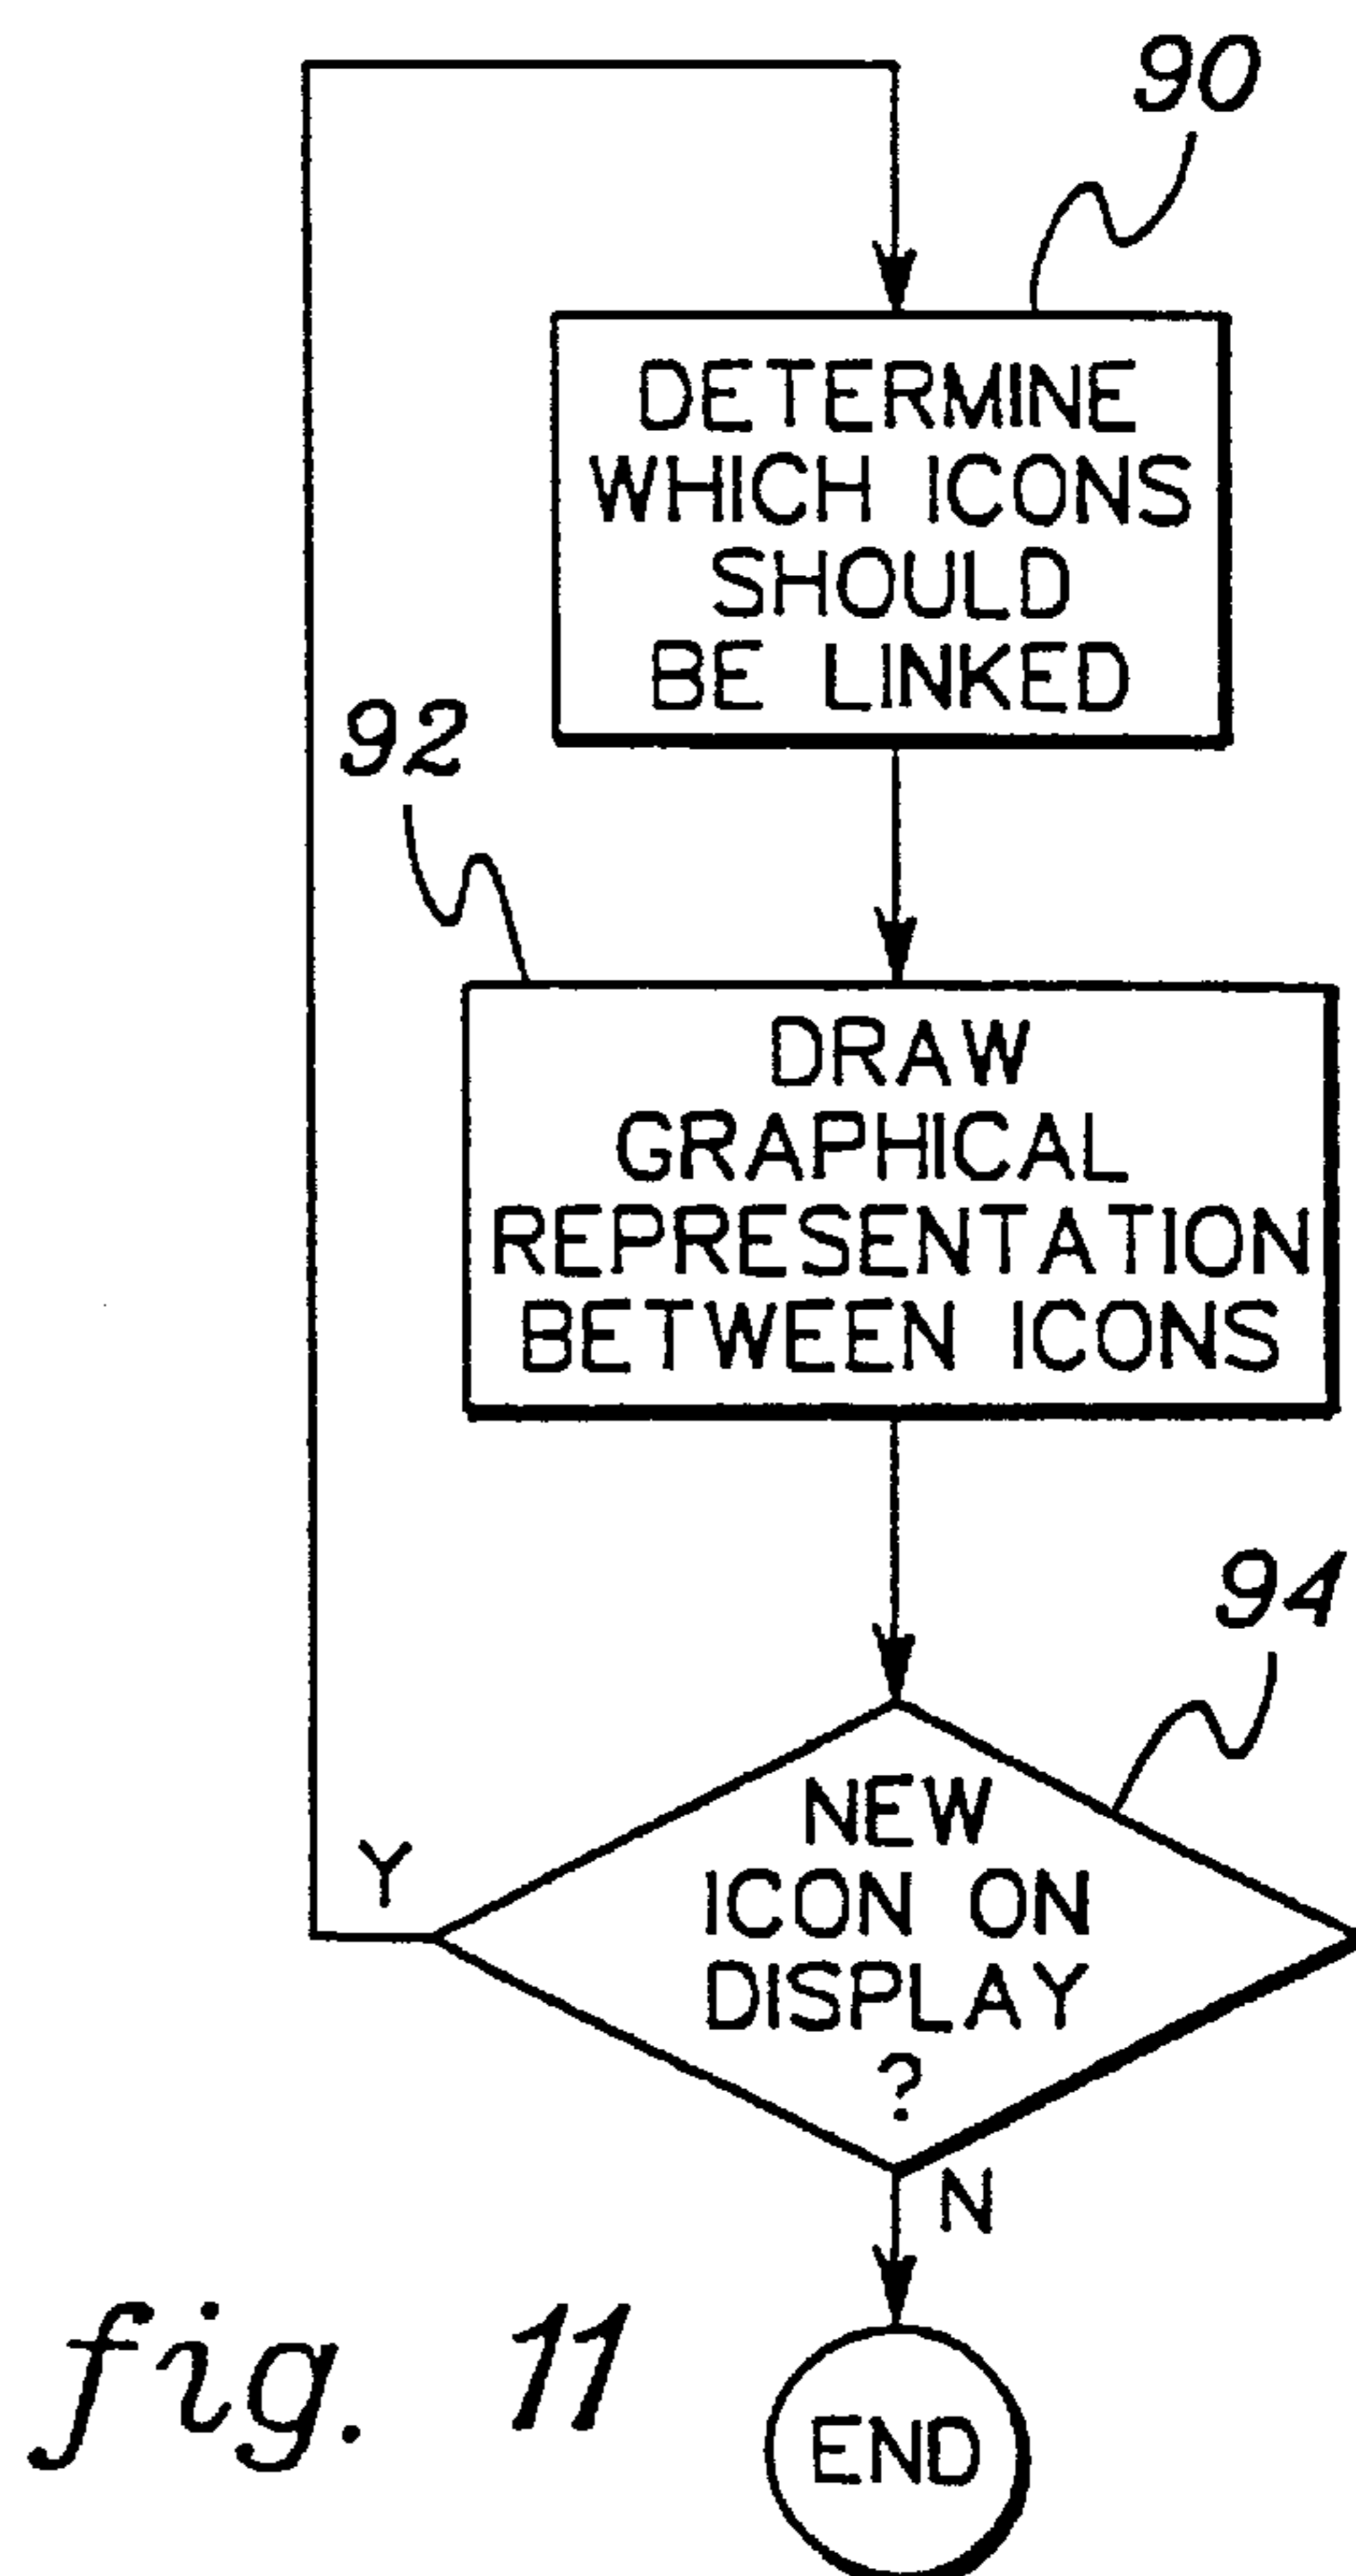 90
DETERMINE
WHICH ICONS
SHOULD
BE LINKED
92
DRAW
GRAPHICAL
REPRESENTATION
BETWEEN ICONS
94
NEW
ICON ON
DISPLAY
?
Y
N
END
fig. 11